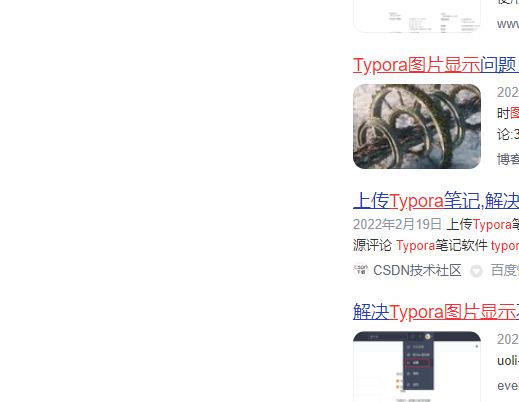 www
Typora图片显示问题
202
时图
论:3
博客
上传Typora笔记,解决
2022年2月19日 上传Typora笔
源评论 Typora笔记软件 typor
CSDN技术社区 百度快
解决Typora图片显示不
202
uoli-
ever